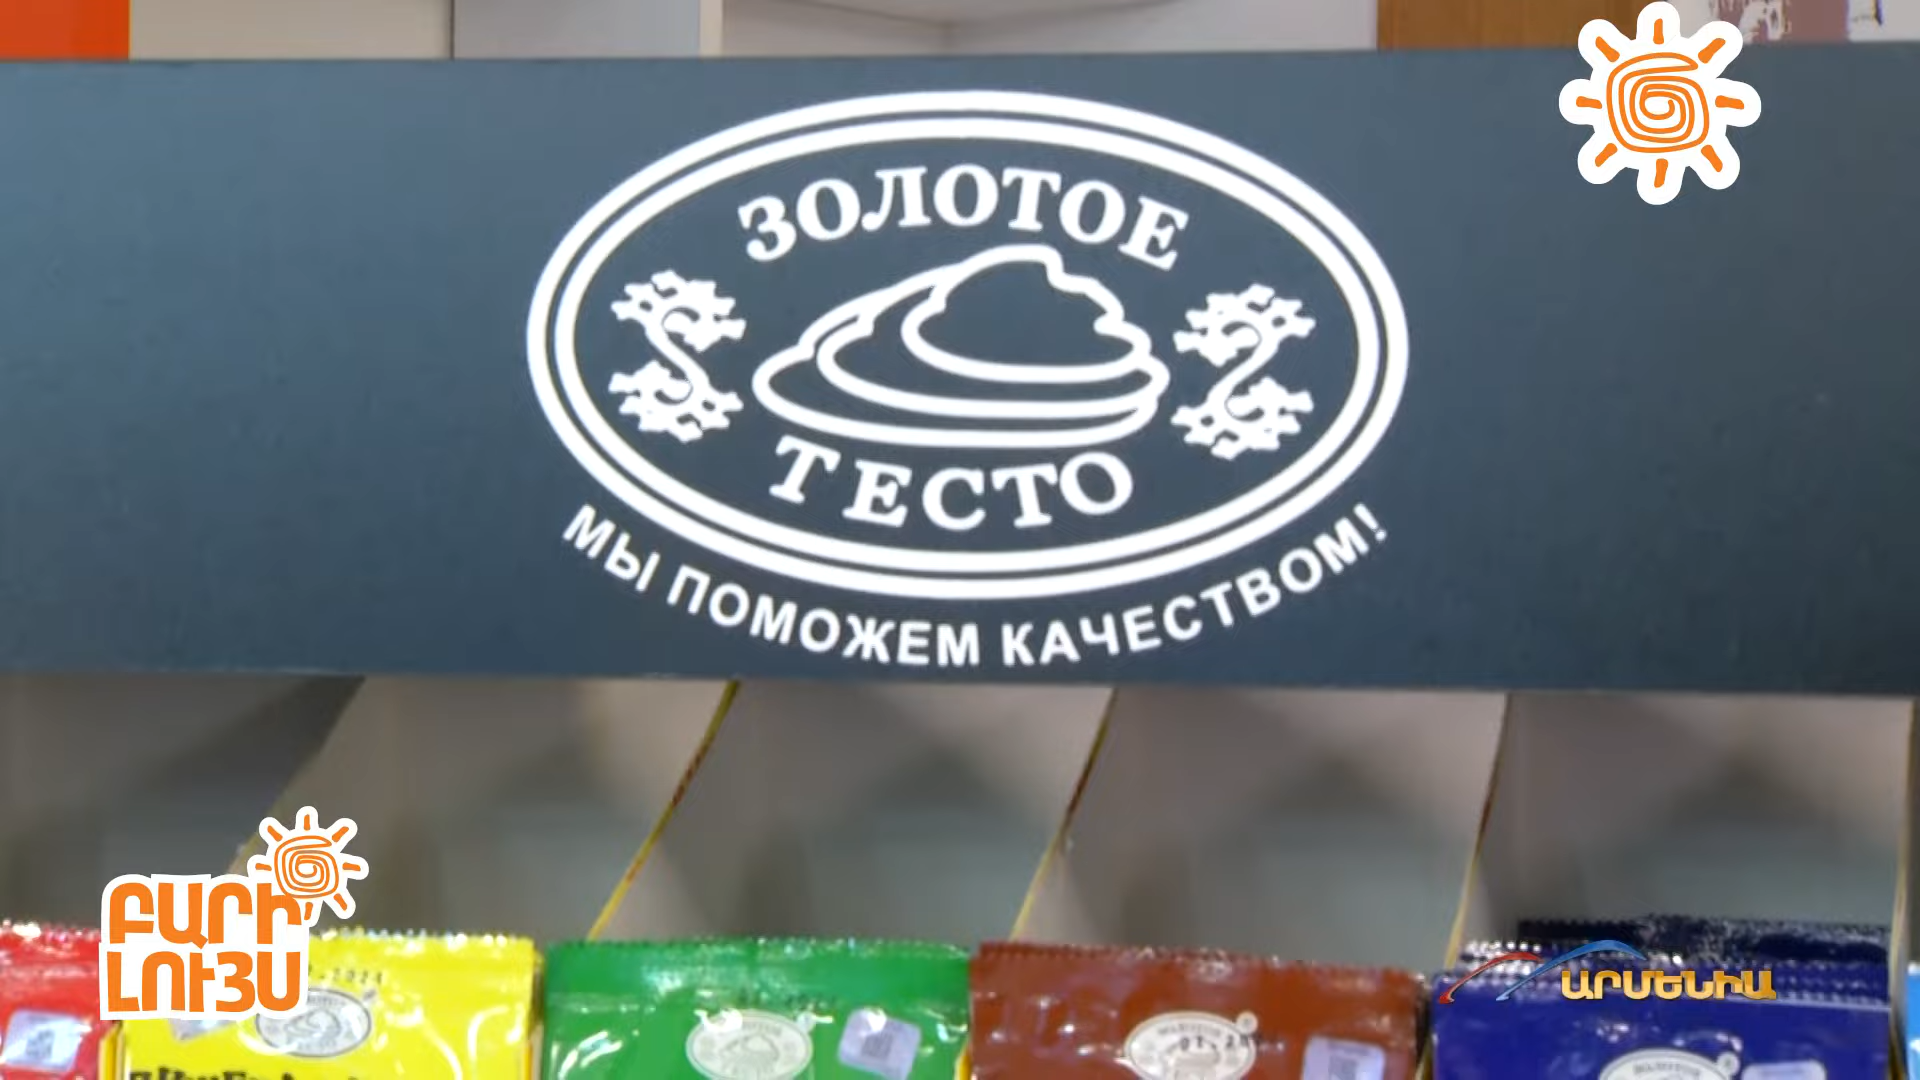 ЗОЛОТОЕ
ТЕСТО
МЫ ПОМОЖЕМ КАЧЕСТВОМ!
ԲԱՐԻ
ԼՈՒՅՍ
ԱՐՄԵՆԻԱ